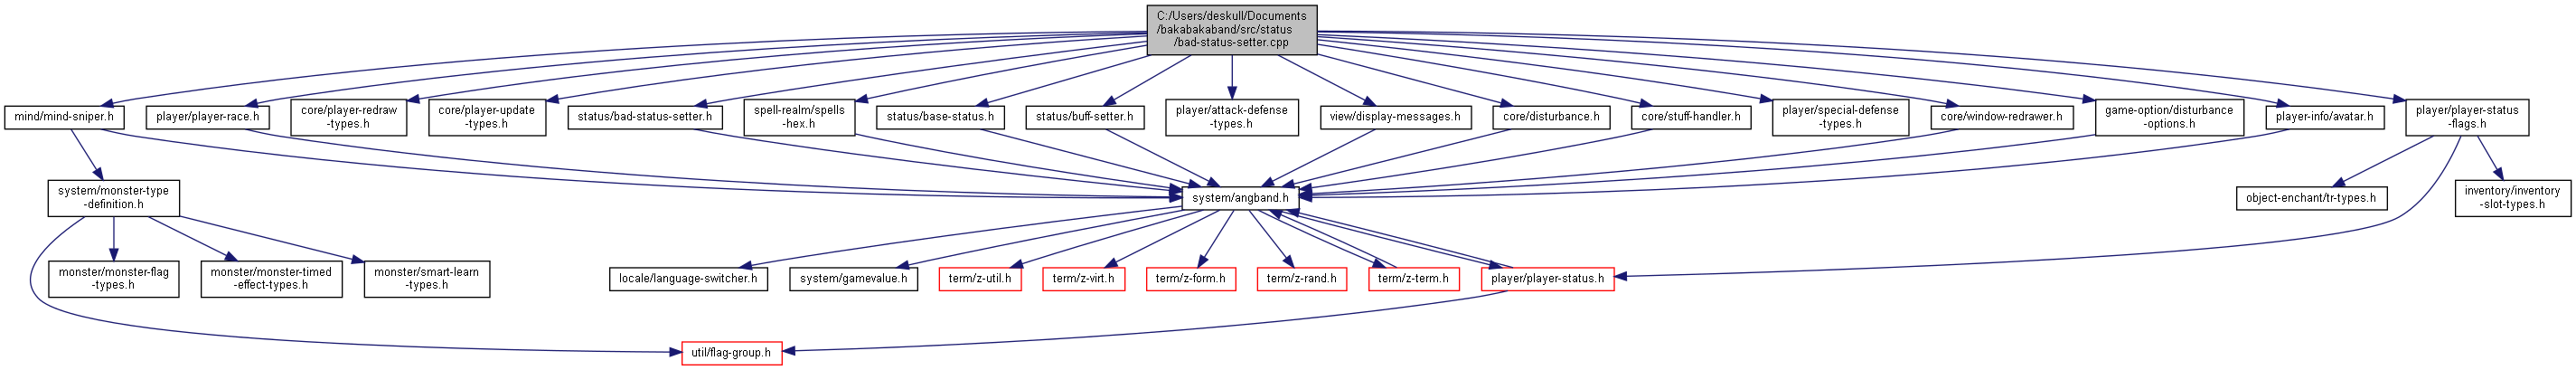 C:/Users/deskull/Documents
/bakabakaband/src/status
/bad-status-setter.cpp
mind/mind-sniper.h
player/player-race.h
core/player-redraw
-types.h
core/player-update
-types.h
status/bad-status-setter.h
spell-realm/spells
-hex.h
status/base-status.h
status/buff-setter.h
player/attack-defense
-types.h
view/display-messages.h
core/disturbance.h
core/stuff-handler.h
player/special-defense
-types.h
core/window-redrawer.h
game-option/disturbance
-options.h
player-info/avatar.h
player/player-status
-flags.h
system/monster-type
-definition.h
system/angband.h
object-enchant/tr-types.h
inventory/inventory
-slot-types.h
monster/monster-flag
-types.h
monster/monster-timed
-effect-types.h
monster/smart-learn
-types.h
locale/language-switcher.h
system/gamevalue.h
term/z-util.h
term/z-virt.h
term/z-form.h
term/z-rand.h
term/z-term.h
player/player-status.h
util/flag-group.h